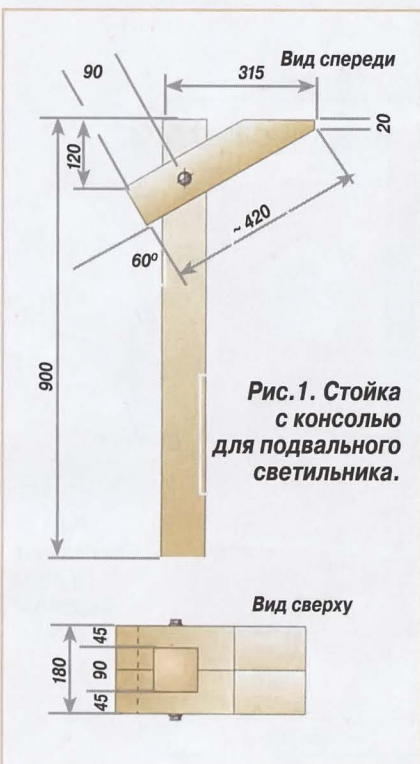 Вид спереди
90
315
20
120
~ 420
60º
900
Рис.1. Стойка
с консолью
для подвального
светильника.
Вид сверху
45
180
90
45